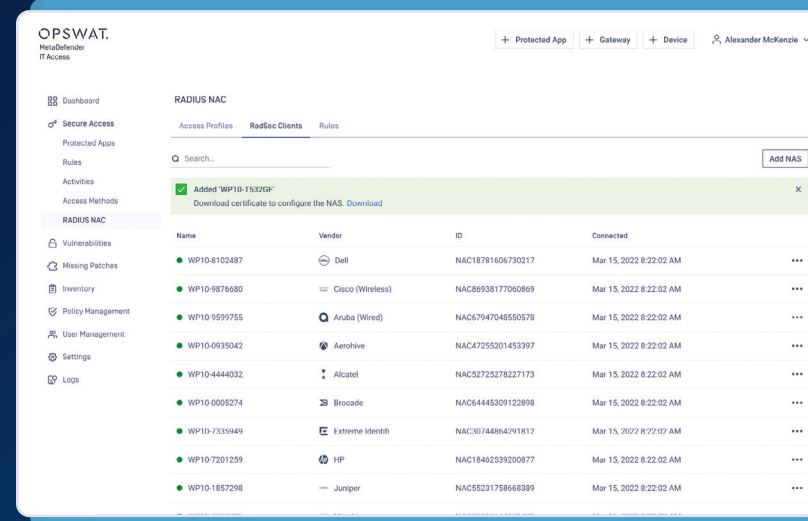 OPSWAT.
MetaDefender
IT Access
+ Protected App + Gateway + Device Alexander McKenzie
Dashboard
Secure Access
Protected Apps
Rules
Activities
Access Methods
RADIUS NAC
Vulnerabilities
Missing Patches
Inventory
Policy Management
User Management
Settings
Logs
RADIUS NAC
Access Profiles RadSec Clients Rules
Search... Add NAS
Added 'WP10-T532GF'
Download certificate to configure the NAS. Download
Name Vendor ID Connected
WP10-8102487 Dell NAC18781606730217 Mar 15, 2022 8:22:02 AM
WP10-9876680 Cisco (Wireless) NAC86938177060869 Mar 15, 2022 8:22:02 AM
WP10-9599755 Aruba (Wired) NAC67947048550578 Mar 15, 2022 8:22:02 AM
WP10-0935042 Aerohive NAC47255201453397 Mar 15, 2022 8:22:02 AM
WP10-4444032 Alcatel NAC52725278227173 Mar 15, 2022 8:22:02 AM
WP10-0005274 Brocade NAC64445309122898 Mar 15, 2022 8:22:02 AM
WP10-7335949 Extreme Identifi NAC30744864291812 Mar 15, 2022 8:22:02 AM
WP10-7201259 HP NAC18462539200877 Mar 15, 2022 8:22:02 AM
WP10-1857298 Juniper NAC55231758668389 Mar 15, 2022 8:22:02 AM